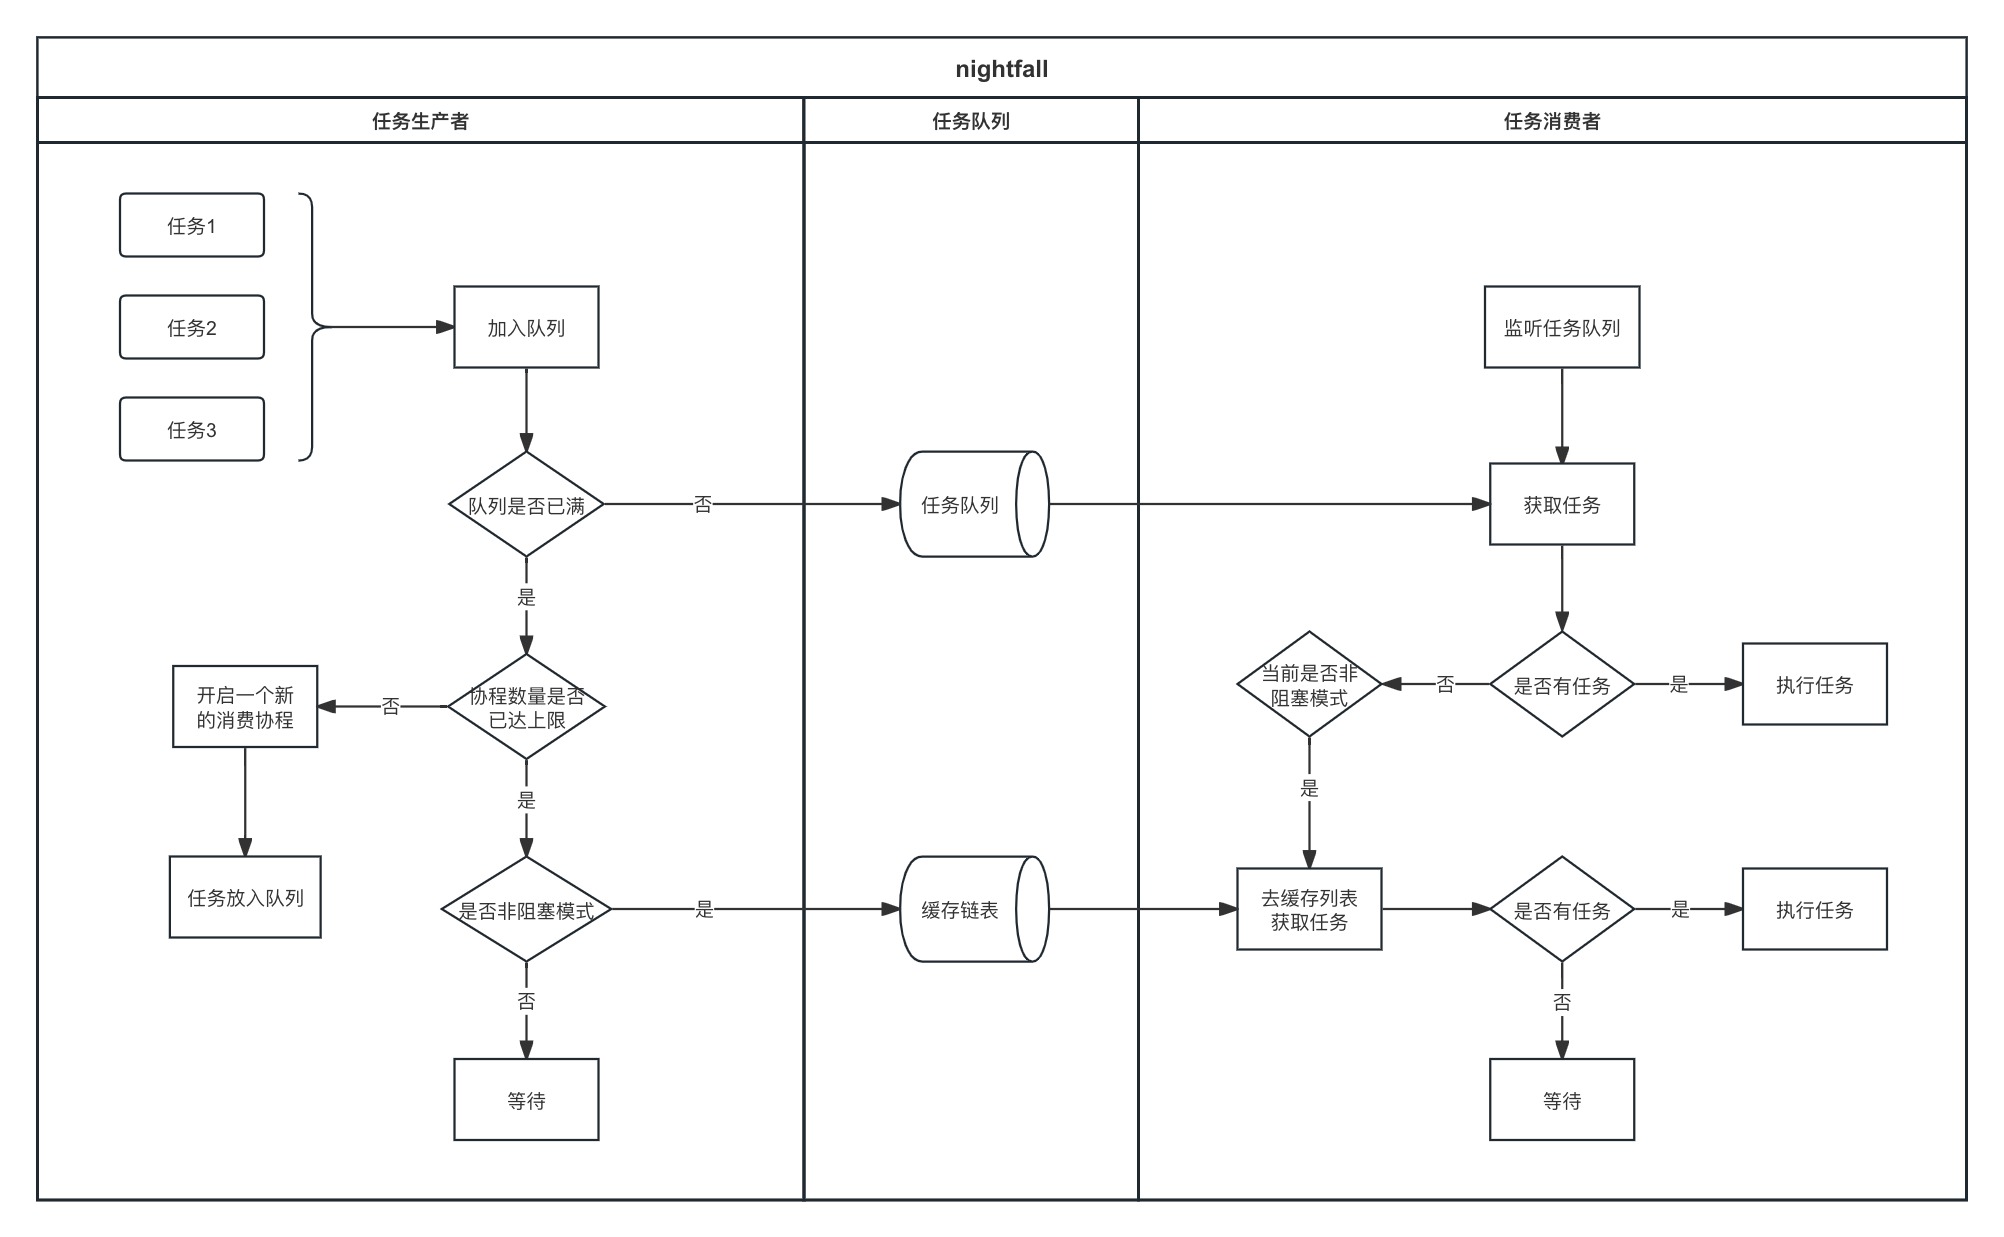 nightfall
任务生产者
任务队列
任务消费者
任务1
任务2
任务3
加入队列
监听任务队列
队列是否已满
否
任务队列
获取任务
是
开启一个新
的消费协程
否
协程数量是否
已达上限
当前是否非
阻塞模式
否
是否有任务
是
执行任务
是
是
任务放入队列
是否非阻塞模式
是
缓存链表
去缓存列表
获取任务
是否有任务
是
执行任务
否
否
等待
等待